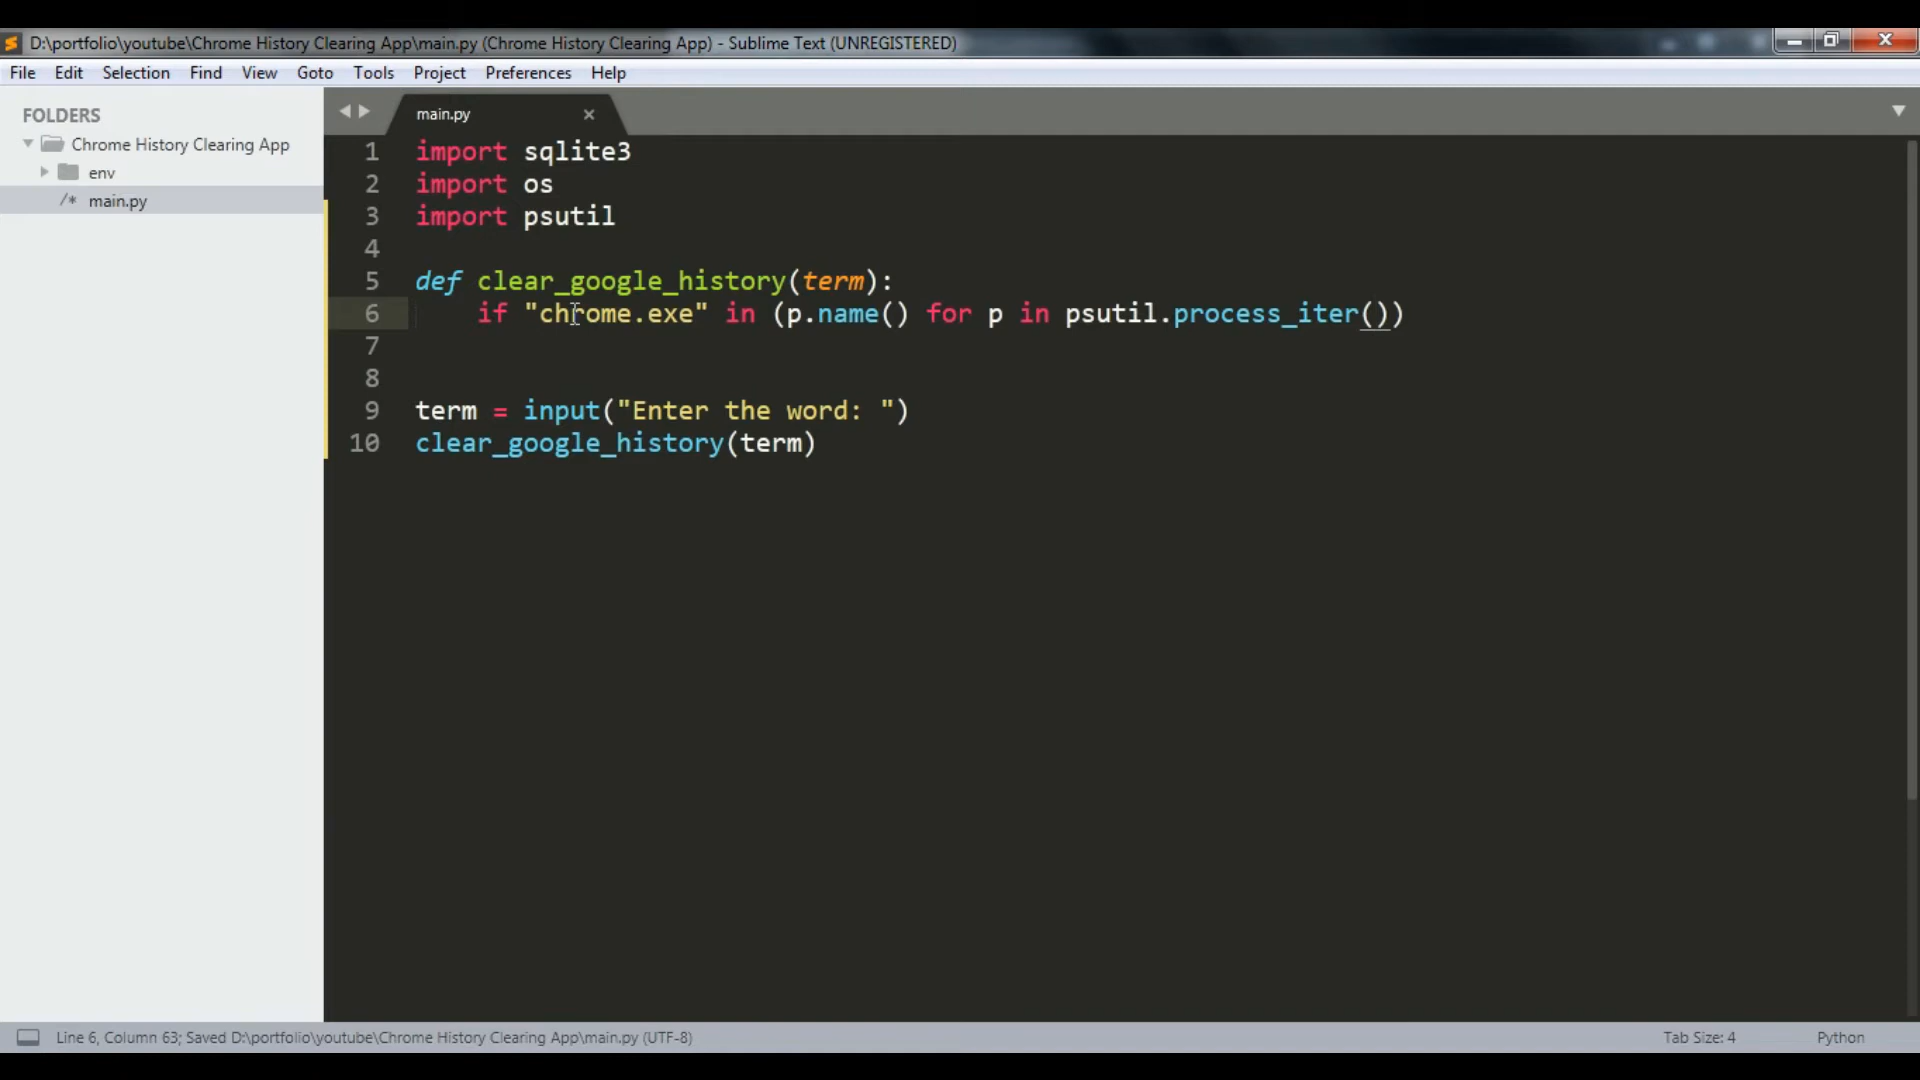 D:\portfolio\youtube\Chrome History Clearing App\main.py (Chrome History Clearing App) - Sublime Text (UNREGISTERED)
File Edit Selection Find View Goto Tools Project Preferences Help
FOLDERS
Chrome History Clearing App
env
/* main.py
main.py
1 import sqlite3
2 import os
3 import psutil
4
5 def clear_google_history(term):
6     if "chrome.exe" in (p.name() for p in psutil.process_iter())
7
8
9 term = input("Enter the word: ")
10 clear_google_history(term)
Line 6, Column 63; Saved D:\portfolio\youtube\Chrome History Clearing App\main.py (UTF-8)
Tab Size: 4
Python